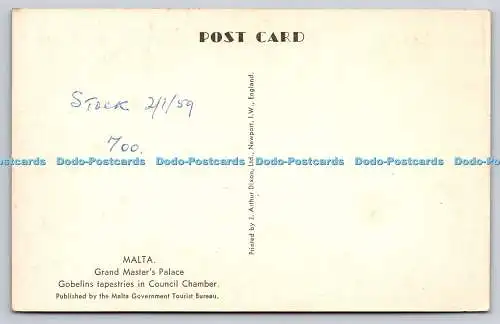 POST CARD
Stock 2/1/59
700.
Dodo-Postcards Dodo-Postcards Dodo-Postcards Dodo-Postcards Dodo-Postcards
Printed by J. Arthur Dixon, Ltd., Newport, I.W., England.
MALTA.
Grand Master's Palace
Gobelins tapestries in Council Chamber.
Published by the Malta Government Tourist Bureau.